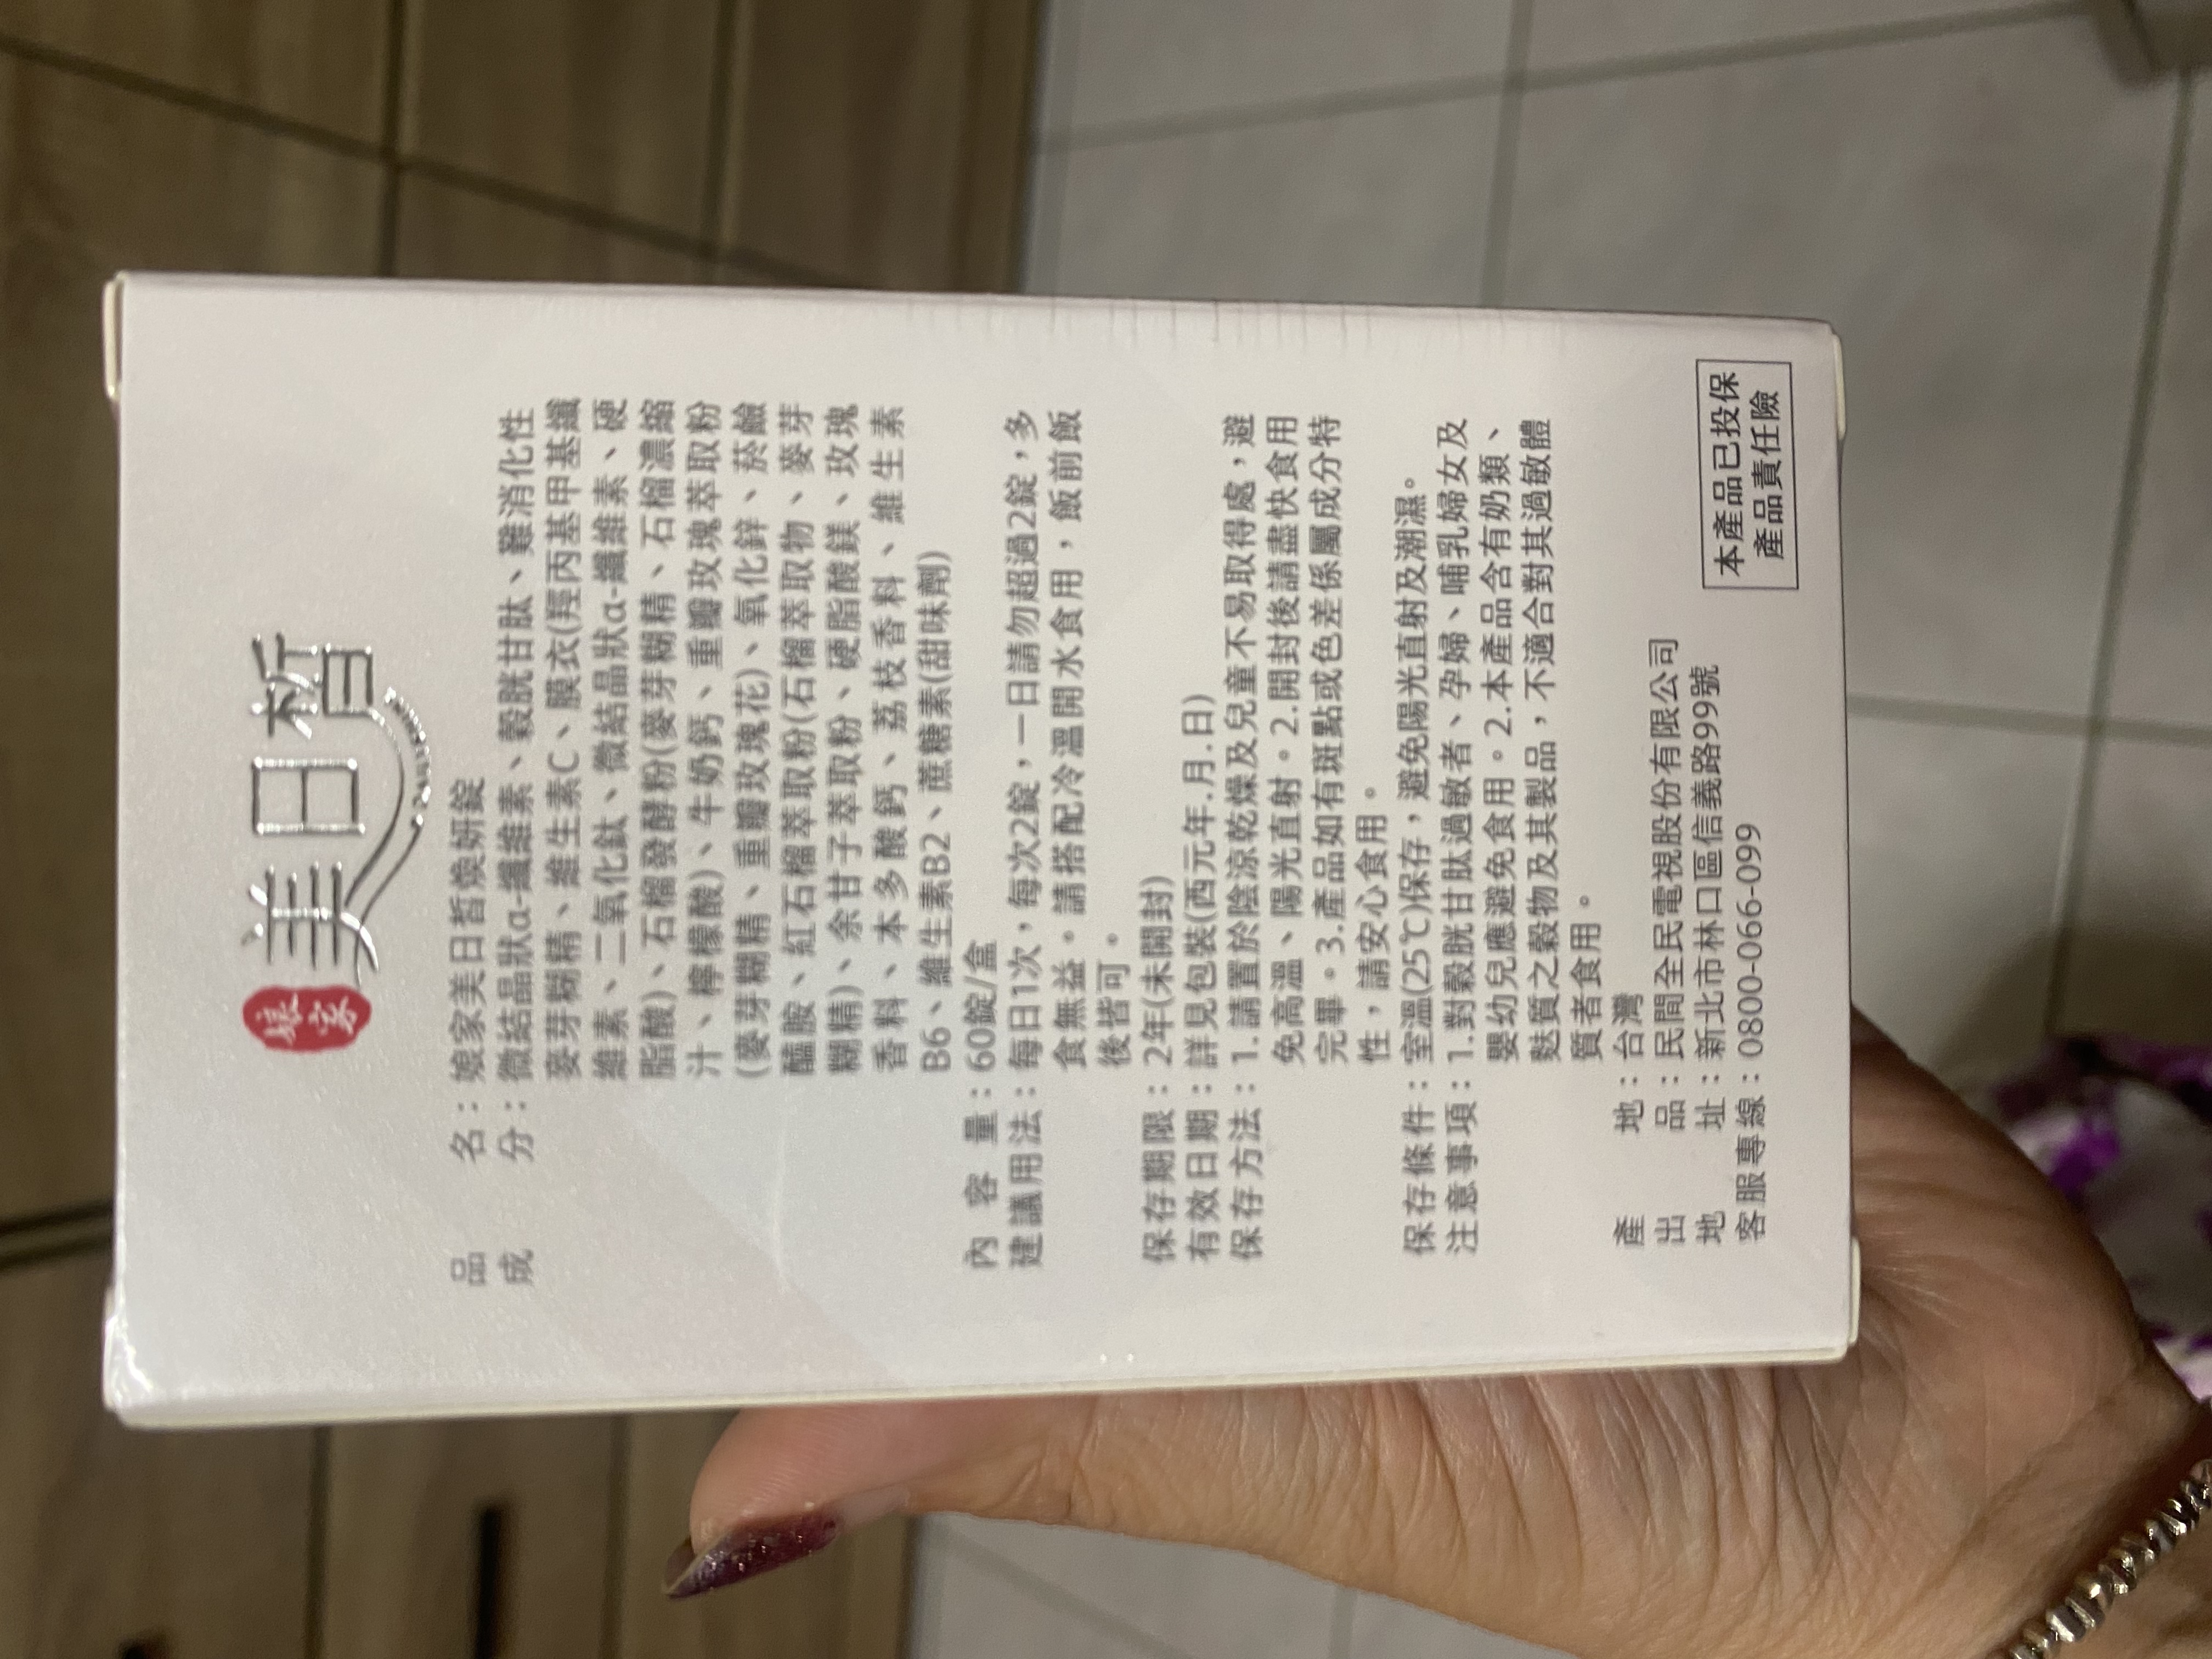 娘家
美日晳
品名：娘家美日晳煥妍錠
成分：微結晶狀α-纖維素、穀胱甘肽、難消化性
麥芽糊精、維生素C、膜衣(羥丙基甲基纖
維素、二氧化鈦、微結晶狀α-纖維素、硬
脂酸)、石榴發酵粉(麥芽糊精、石榴濃縮
汁、檸檬酸)、牛奶鈣、重瓣玫瑰萃取粉
(麥芽糊精、重瓣玫瑰花)、氧化鋅、菸鹼
醯胺、紅石榴萃取粉(石榴萃取物、麥芽
糊精)、余甘子萃取粉、硬脂酸鎂、玫瑰
香料、本多酸鈣、荔枝香料、維生素
B6、維生素B2、蔗糖素(甜味劑)
內容量：60錠/盒
建議用法：每日1次，每次2錠，一日請勿超過2錠，多
食無益。請搭配冷溫開水食用，飯前飯
後皆可。
保存期限：2年(未開封)
有效日期：詳見包裝(西元年.月.日)
保存方法：1.請置於陰涼乾燥及兒童不易取得處，避
免高溫、陽光直射。2.開封後請盡快食用
完畢。3.產品如有斑點或色差係屬成分特
性，請安心食用。
保存條件：室溫(25℃)保存，避免陽光直射及潮濕。
注意事項：1.對穀胱甘肽過敏者、孕婦、哺乳婦女及
嬰幼兒應避免食用。2.本產品含有奶類、
麩質之穀物及其製品，不適合對其過敏體
質者食用。
產地：台灣
出品：民間全民電視股份有限公司
地址：新北市林口區信義路99號
客服專線：0800-066-099
本產品已投保
產品責任險